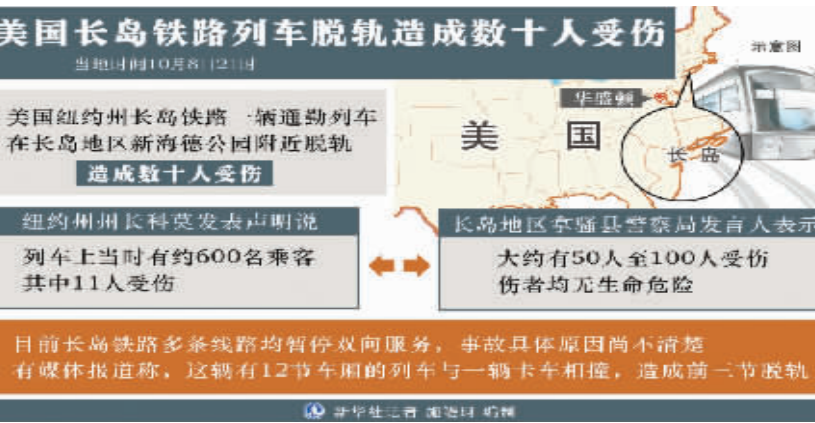 美国长岛铁路列车脱轨造成数十人受伤
当地时间10月8日21时
示意图
华盛顿
美国
长岛
美国纽约州长岛铁路一辆通勤列车
在长岛地区新海德公园附近脱轨
造成数十人受伤
纽约州州长科莫发表声明说
列车上当时有约600名乘客
其中11人受伤
长岛地区拿骚县警察局发言人表示
大约有50人至100人受伤
伤者均无生命危险
目前长岛铁路多条线路均暂停双向服务，事故具体原因尚不清楚
有媒体报道称，这辆有12节车厢的列车与一辆卡车相撞，造成前三节脱轨
新华社记者 编制